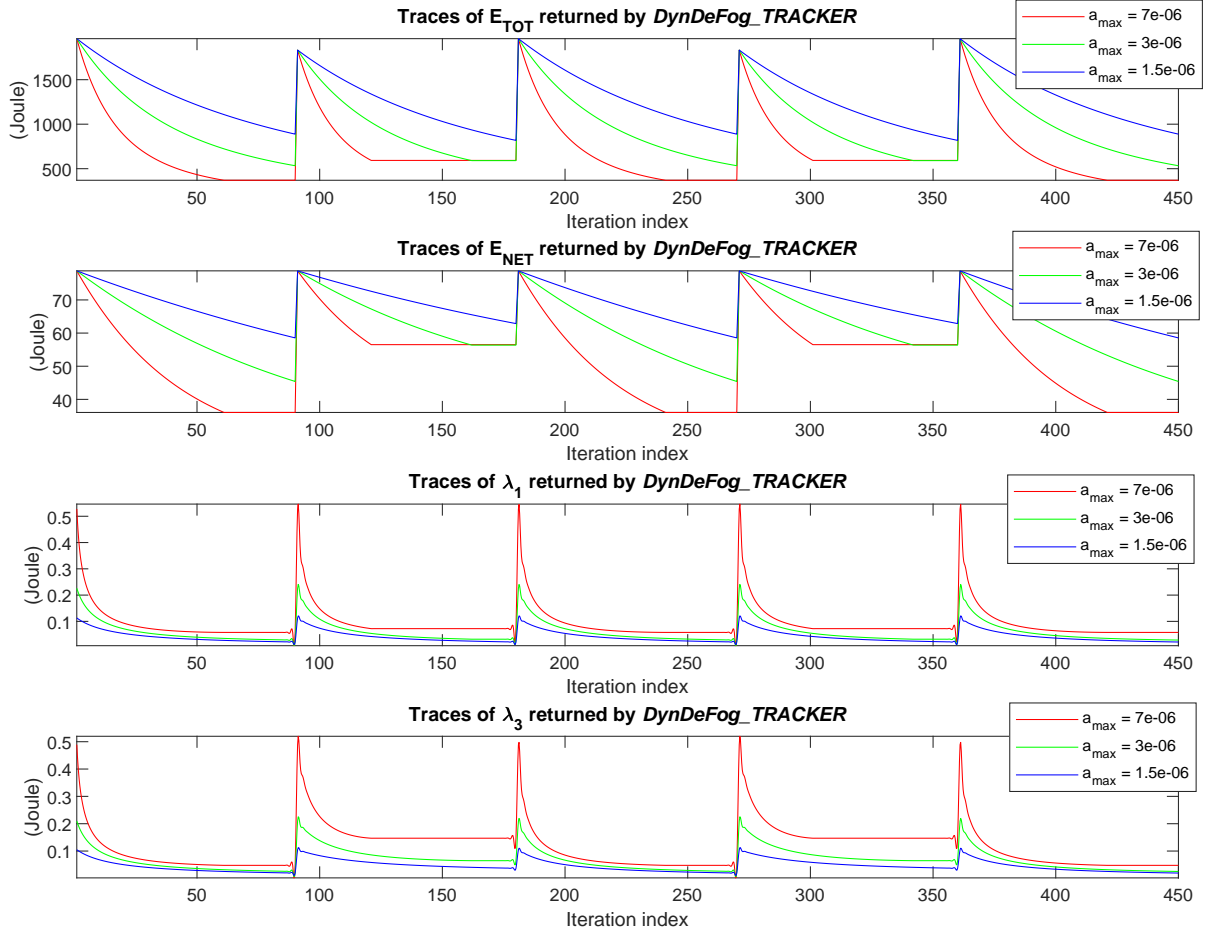 Traces of E_TOT returned by DynDeFog_TRACKER
a_max = 7e-06
a_max = 3e-06
a_max = 1.5e-06
(Joule)
1500
1000
500
50 100 150 200 250 300 350 400 450
Iteration index
Traces of E_NET returned by DynDeFog_TRACKER
a_max = 7e-06
a_max = 3e-06
a_max = 1.5e-06
(Joule)
70
60
50
40
50 100 150 200 250 300 350 400 450
Iteration index
Traces of λ_1 returned by DynDeFog_TRACKER
a_max = 7e-06
a_max = 3e-06
a_max = 1.5e-06
(Joule)
0.5
0.4
0.3
0.2
0.1
50 100 150 200 250 300 350 400 450
Iteration index
Traces of λ_3 returned by DynDeFog_TRACKER
a_max = 7e-06
a_max = 3e-06
a_max = 1.5e-06
(Joule)
0.5
0.4
0.3
0.2
0.1
50 100 150 200 250 300 350 400 450
Iteration index